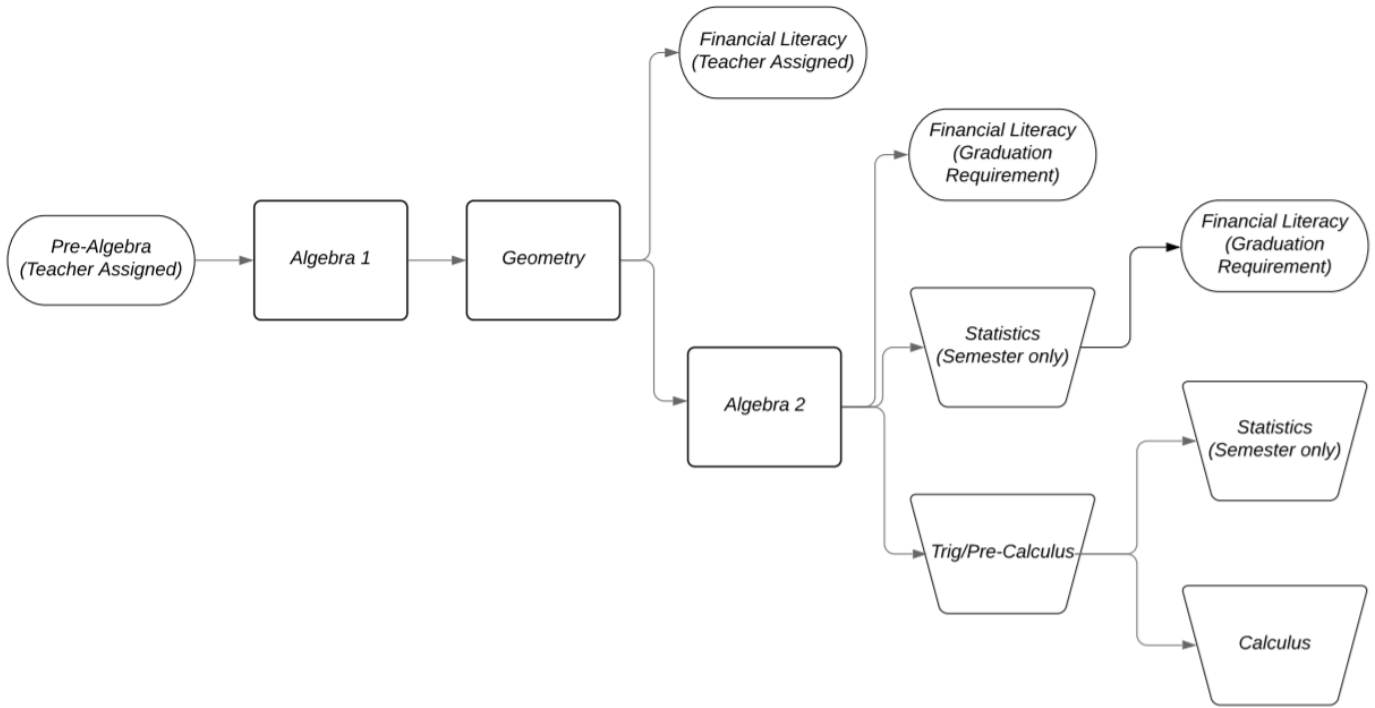 Financial Literacy
(Teacher Assigned)
Financial Literacy
(Graduation
Requirement)
Pre-Algebra
(Teacher Assigned)
Algebra 1
Geometry
Financial Literacy
(Graduation
Requirement)
Statistics
(Semester only)
Algebra 2
Statistics
(Semester only)
Trig/Pre-Calculus
Calculus